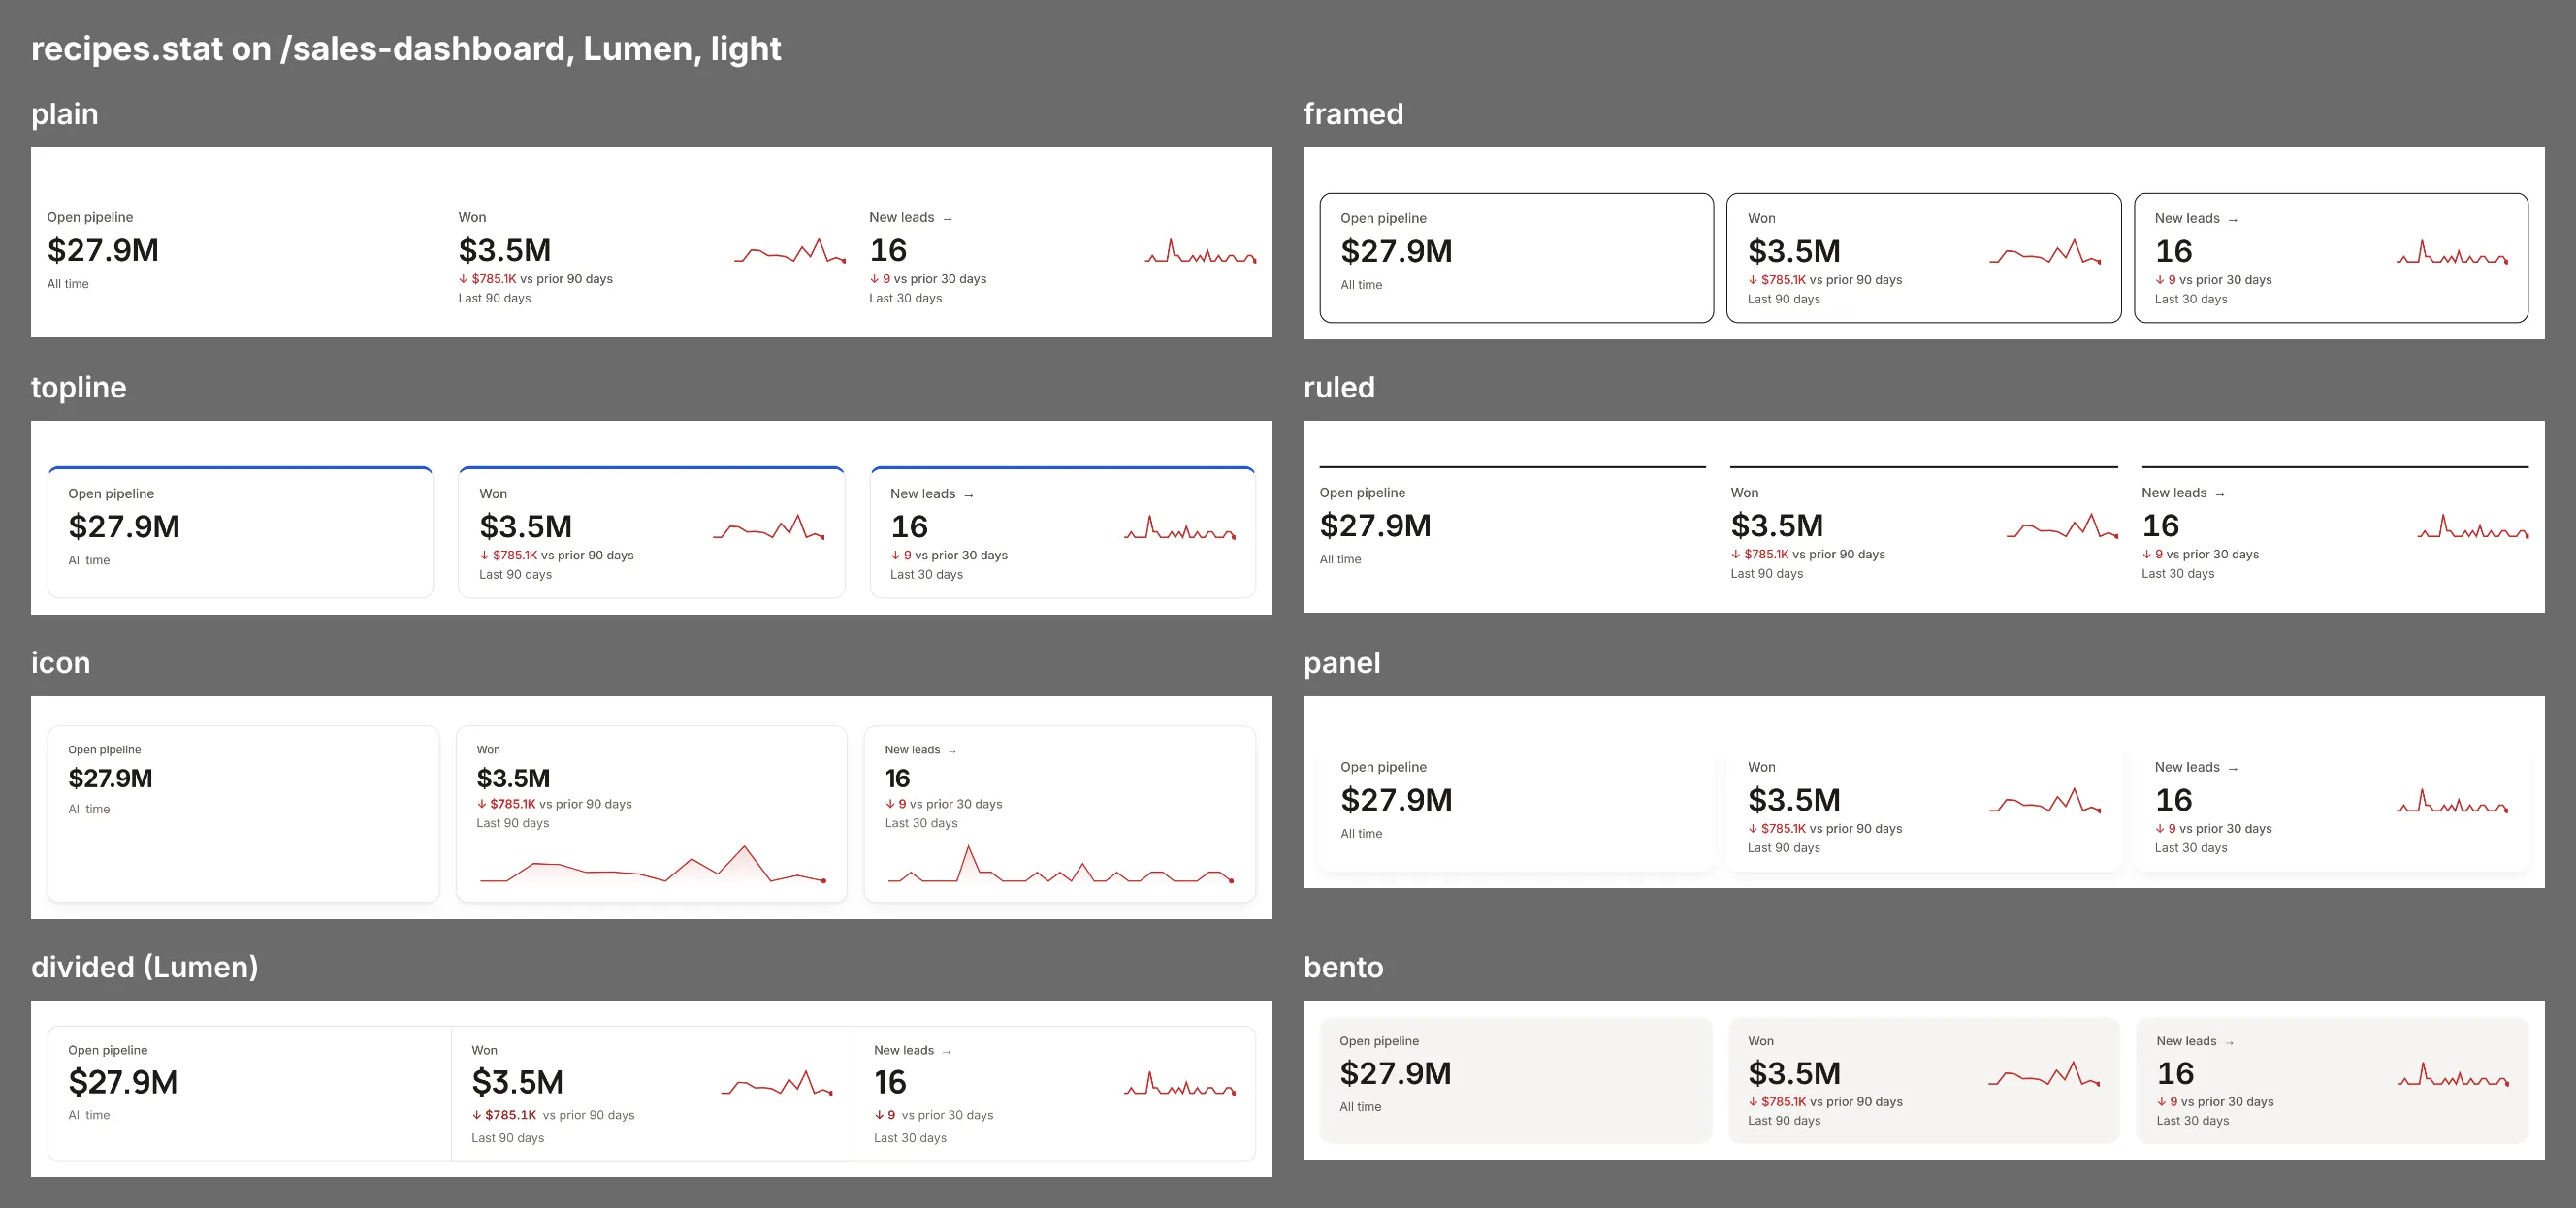 recipes.stat on /sales-dashboard, Lumen, light
plain
Open pipeline
$27.9M
All time
Won
$3.5M
↓ $785.1K vs prior 90 days
Last 90 days
New leads →
16
↓ 9 vs prior 30 days
Last 30 days
framed
Open pipeline
$27.9M
All time
Won
$3.5M
↓ $785.1K vs prior 90 days
Last 90 days
New leads →
16
↓ 9 vs prior 30 days
Last 30 days
topline
Open pipeline
$27.9M
All time
Won
$3.5M
↓ $785.1K vs prior 90 days
Last 90 days
New leads →
16
↓ 9 vs prior 30 days
Last 30 days
ruled
Open pipeline
$27.9M
All time
Won
$3.5M
↓ $785.1K vs prior 90 days
Last 90 days
New leads →
16
↓ 9 vs prior 30 days
Last 30 days
icon
Open pipeline
$27.9M
All time
Won
$3.5M
↓ $785.1K vs prior 90 days
Last 90 days
New leads →
16
↓ 9 vs prior 30 days
Last 30 days
panel
Open pipeline
$27.9M
All time
Won
$3.5M
↓ $785.1K vs prior 90 days
Last 90 days
New leads →
16
↓ 9 vs prior 30 days
Last 30 days
divided (Lumen)
Open pipeline
$27.9M
All time
Won
$3.5M
↓ $785.1K vs prior 90 days
Last 90 days
New leads →
16
↓ 9 vs prior 30 days
Last 30 days
bento
Open pipeline
$27.9M
All time
Won
$3.5M
↓ $785.1K vs prior 90 days
Last 90 days
New leads →
16
↓ 9 vs prior 30 days
Last 30 days